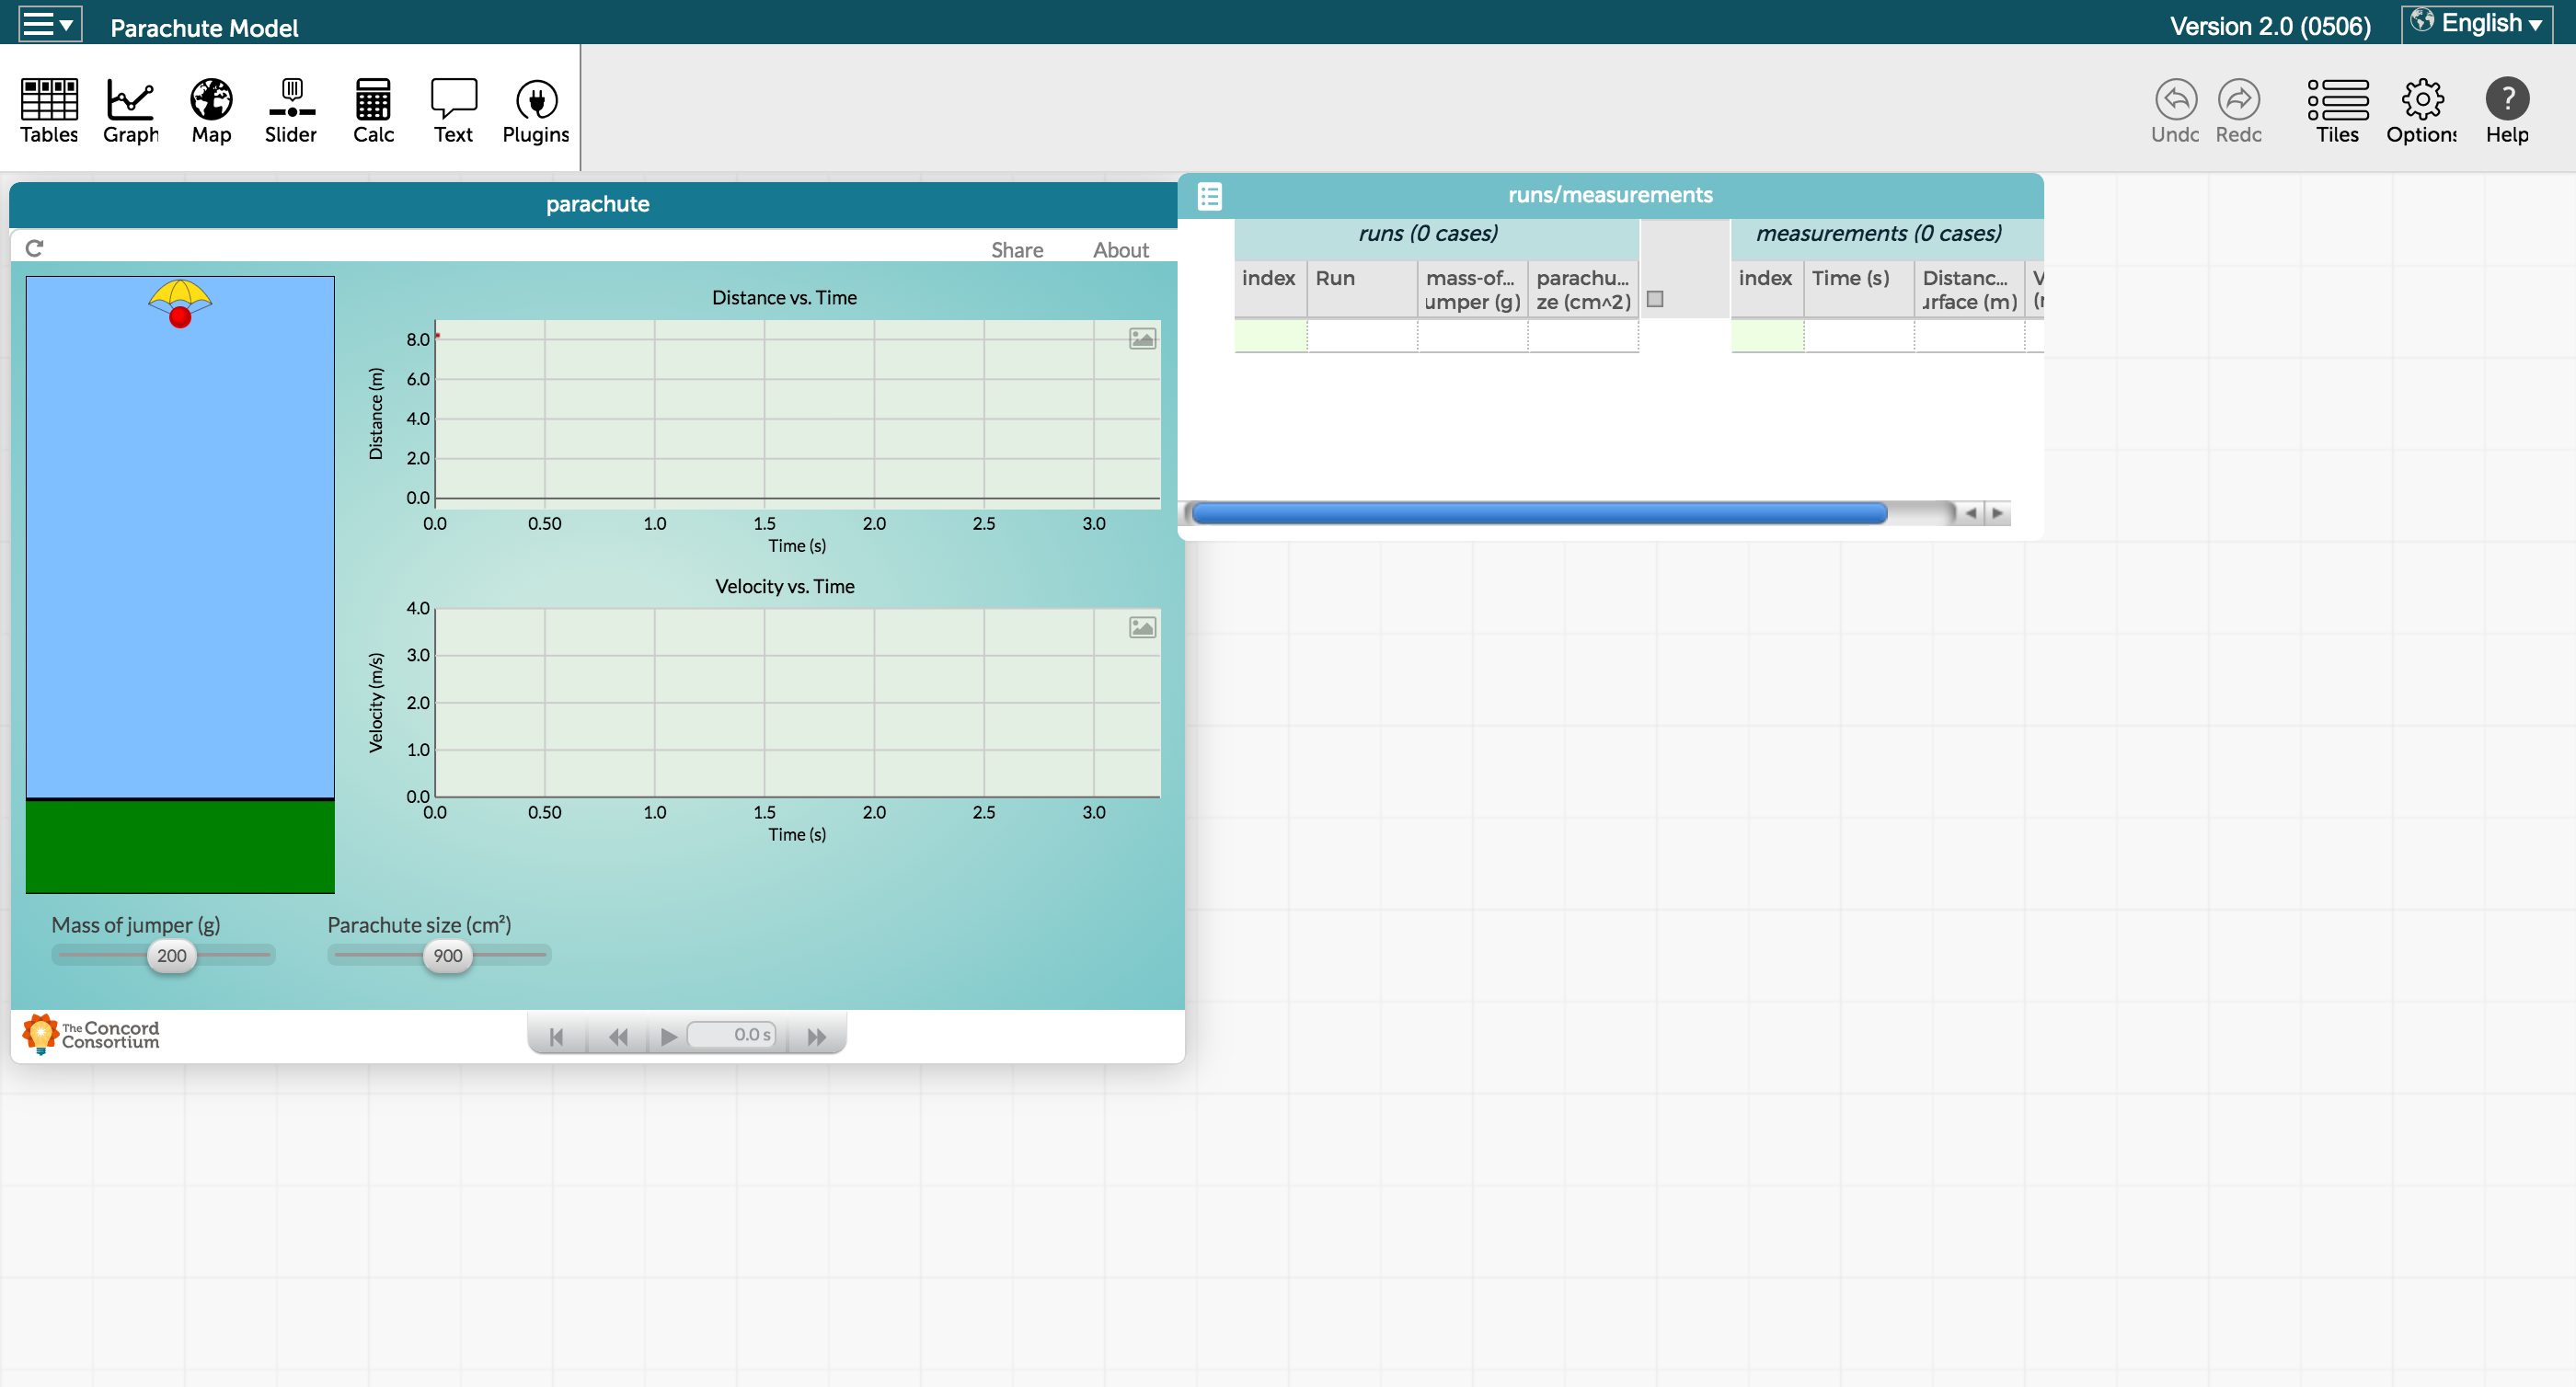 Parachute Model
Version 2.0 (0506)
English
Tables
Graph
Map
Slider
Calc
Text
Plugins
Undo
Redo
Tiles
Options
Help
parachute
Share
About
Distance vs. Time
Distance (m)
8.0
6.0
4.0
2.0
0.0
0.0 0.50 1.0 1.5 2.0 2.5 3.0
Time (s)
Velocity vs. Time
Velocity (m/s)
4.0
3.0
2.0
1.0
0.0
0.0 0.50 1.0 1.5 2.0 2.5 3.0
Time (s)
Mass of jumper (g)
200
Parachute size (cm²)
900
The Concord
Consortium
0.0 s
runs/measurements
runs (0 cases)
measurements (0 cases)
index
Run
mass-of...
umper (g)
parachu...
ze (cm^2)
index
Time (s)
Distanc...
urface (m)
V
(
?